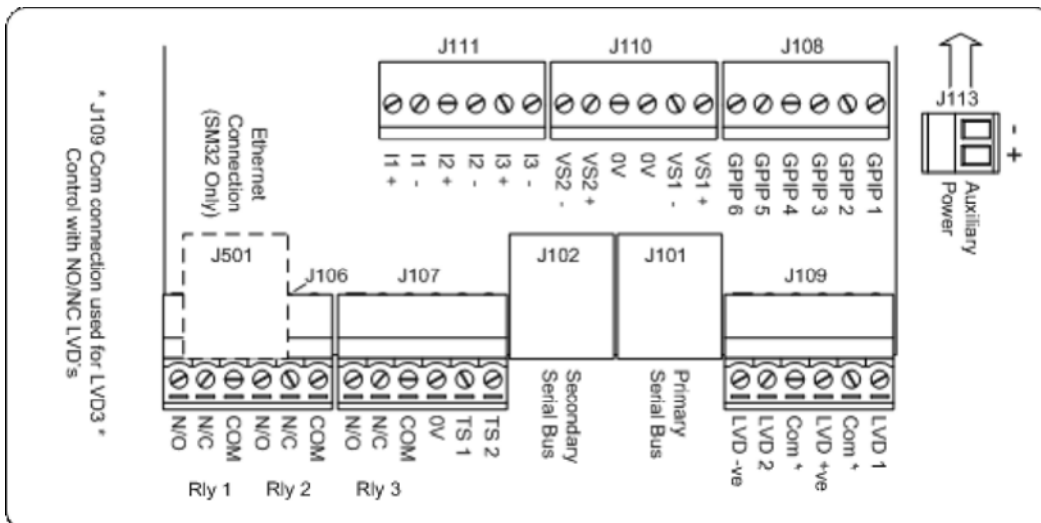 J111
J110
J108
J113
-
+
Auxiliary
Power
I1 +
I1 -
I2 +
I2 -
I3 +
I3 -
VS2 -
VS2 +
0V
0V
VS1 -
VS1 +
GPIP 6
GPIP 5
GPIP 4
GPIP 3
GPIP 2
GPIP 1
* J109 Com connection used for LVD3 *
Control with NO/NC LVD's
Ethernet
Connection
(SM32 Only)
J501
J106
J107
J102
J101
J109
N/O
N/C
COM
N/O
N/C
COM
N/O
N/C
COM
0V
TS 1
TS 2
Secondary
Serial Bus
Primary
Serial Bus
LVD -ve
LVD 2
Com *
LVD +ve
Com *
LVD 1
Rly 1
Rly 2
Rly 3